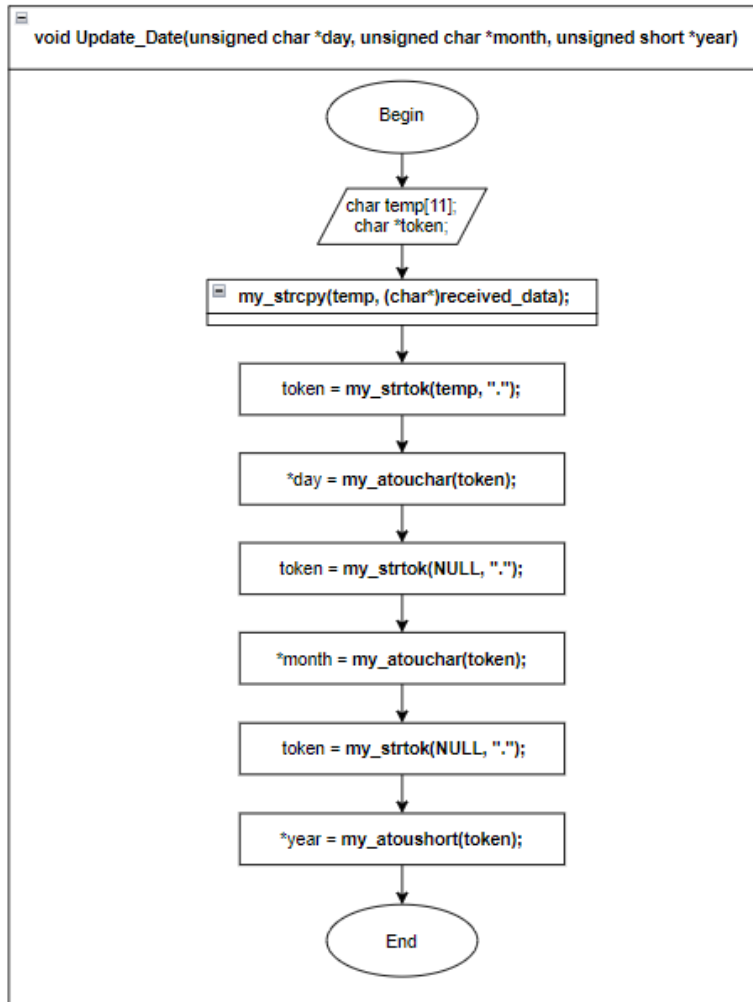 void Update_Date(unsigned char *day, unsigned char *month, unsigned short *year)
Begin
char temp[11];
char *token;
my_strcpy(temp, (char*)received_data);
token = my_strtok(temp, ".");
*day = my_atouchar(token);
token = my_strtok(NULL, ".");
*month = my_atouchar(token);
token = my_strtok(NULL, ".");
*year = my_atoushort(token);
End